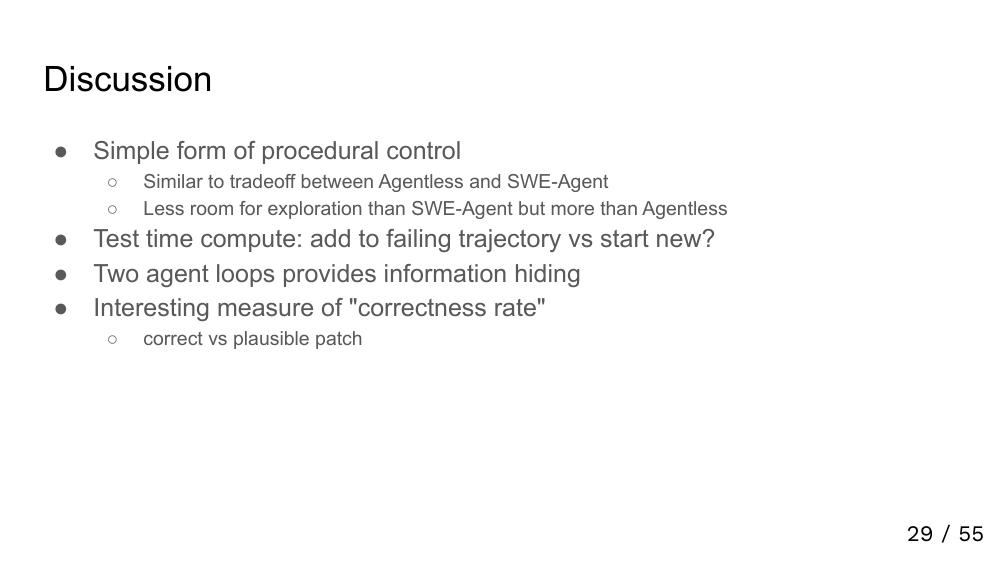 Discussion
● Simple form of procedural control
○ Similar to tradeoff between Agentless and SWE-Agent
○ Less room for exploration than SWE-Agent but more than Agentless
● Test time compute: add to failing trajectory vs start new?
● Two agent loops provides information hiding
● Interesting measure of "correctness rate"
○ correct vs plausible patch
29 / 55